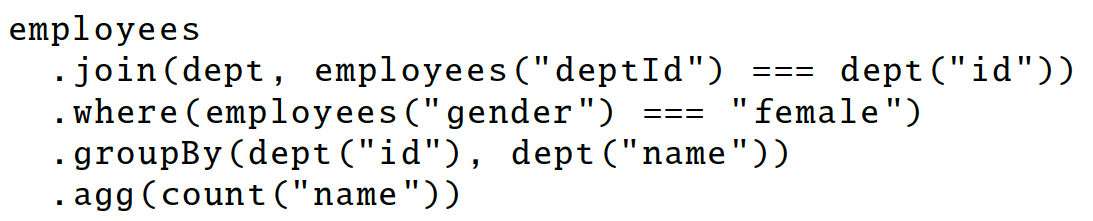 employees
  .join(dept, employees("deptId") === dept("id"))
  .where(employees("gender") === "female")
  .groupBy(dept("id"), dept("name"))
  .agg(count("name"))